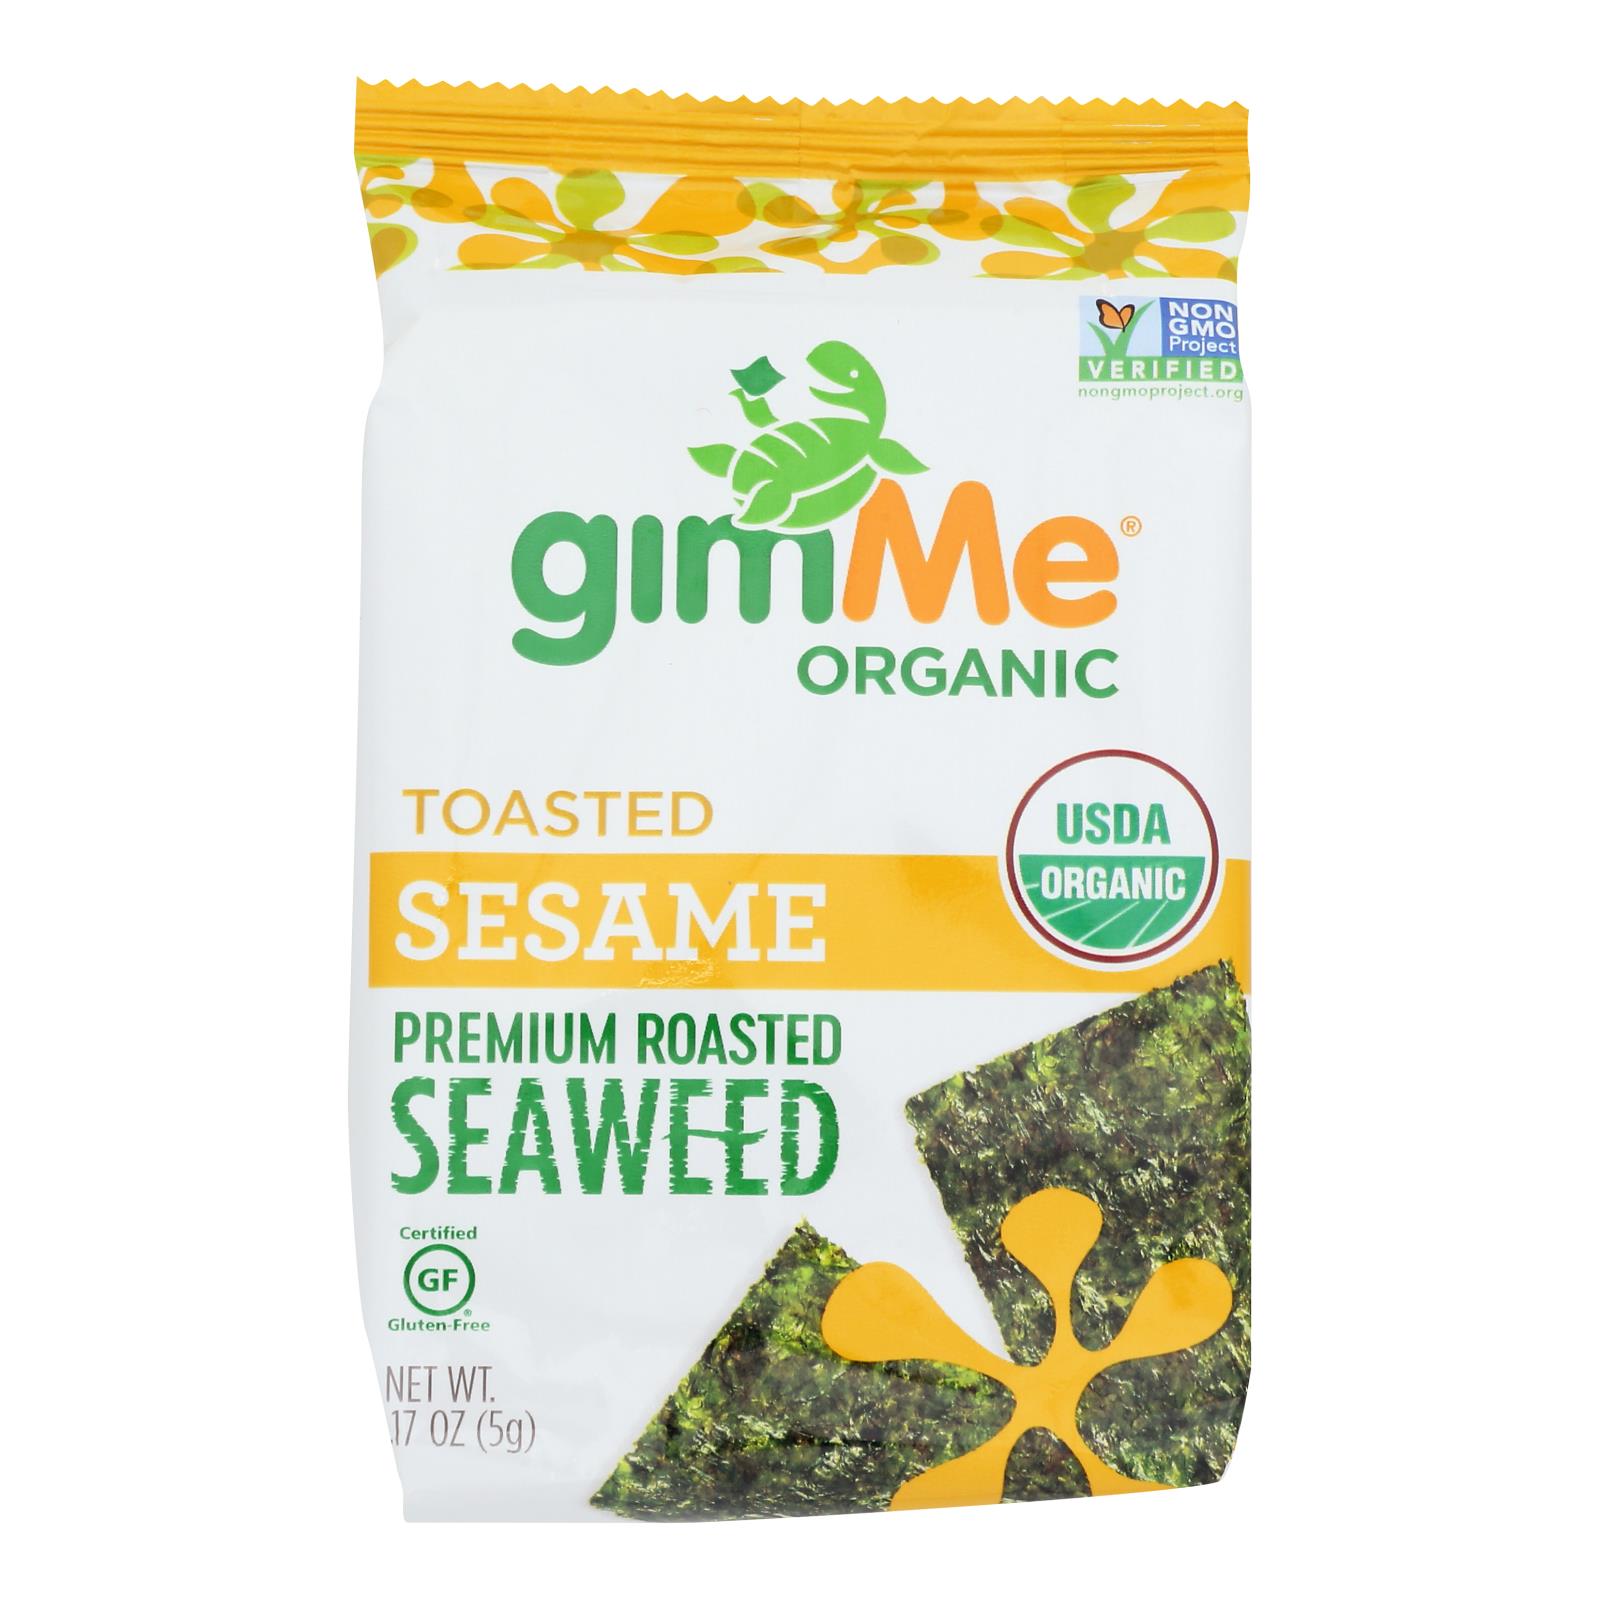 NON
GMO
Project
VERIFIED
nongmoproject.org
gimMe®
ORGANIC
TOASTED
SESAME
USDA
ORGANIC
PREMIUM ROASTED
SEAWEED
Certified
GF®
Gluten-Free
NET WT.
.17 OZ (5g)